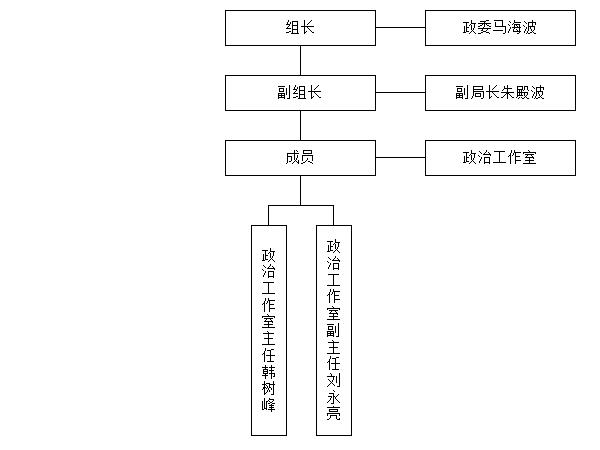 组长
政委马海波
副组长
副局长朱殿波
成员
政治工作室
政治工作室主任韩树峰
政治工作室副主任刘永亮